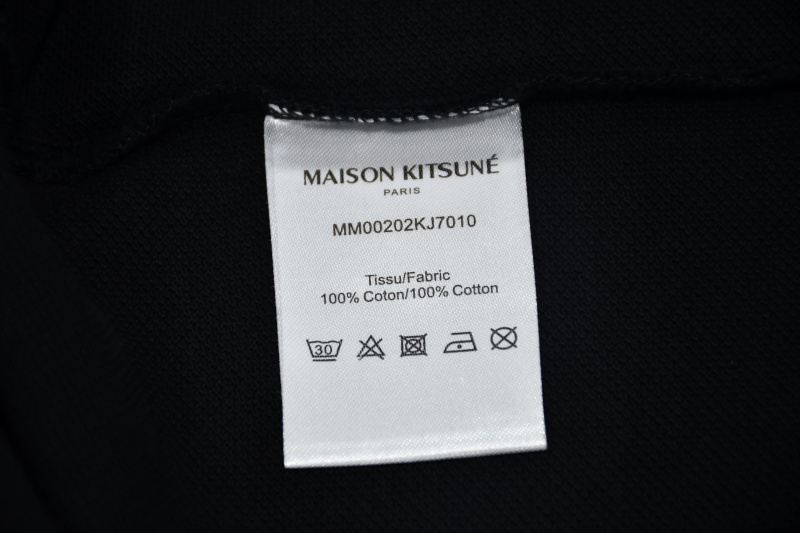 MAISON KITSUNÉ
PARIS
MM00202KJ7010
Tissu/Fabric
100% Coton/100% Cotton
30